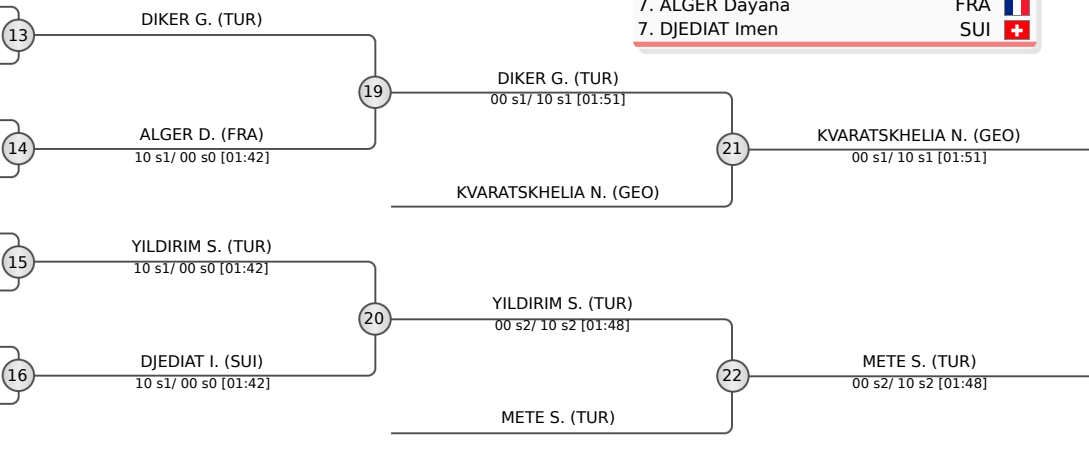 7. ALGER Dayana FRA
7. DJEDIAT Imen SUI
DIKER G. (TUR)
13
DIKER G. (TUR)
19
00 s1/ 10 s1 [01:51]
ALGER D. (FRA)
14
10 s1/ 00 s0 [01:42]
KVARATSKHELIA N. (GEO)
21
00 s1/ 10 s1 [01:51]
KVARATSKHELIA N. (GEO)
YILDIRIM S. (TUR)
15
10 s1/ 00 s0 [01:42]
YILDIRIM S. (TUR)
20
00 s2/ 10 s2 [01:48]
DJEDIAT I. (SUI)
16
10 s1/ 00 s0 [01:42]
METE S. (TUR)
22
00 s2/ 10 s2 [01:48]
METE S. (TUR)